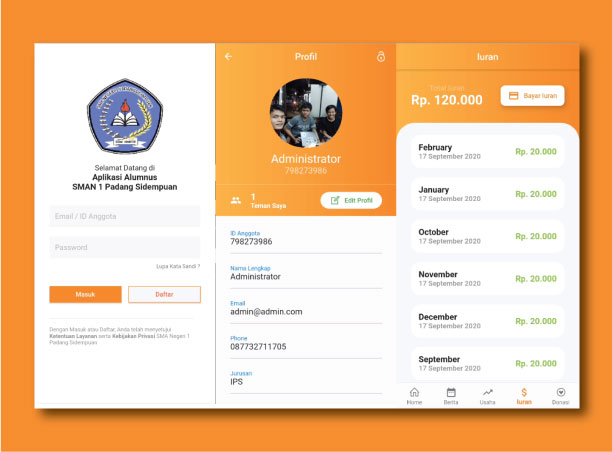 Selamat Datang di
Aplikasi Alumnus
SMAN 1 Padang Sidempuan
Email / ID Anggota
Password
Lupa Kata Sandi ?
Masuk
Daftar
Dengan Masuk atau Daftar, Anda telah menyetujui
Ketentuan Layanan serta Kebijakan Privasi SMA Negeri 1
Padang Sidempuan.
Profil
Administrator
798273986
1
Teman Saya
Edit Profil
ID Anggota
798273986
Nama Lengkap
Administrator
Email
admin@admin.com
Phone
087732711705
Jurusan
IPS
Iuran
Total Iuran
Rp. 120.000
Bayar Iuran
February
17 September 2020
Rp. 20.000
January
17 September 2020
Rp. 20.000
October
17 September 2020
Rp. 20.000
November
17 September 2020
Rp. 20.000
December
17 September 2020
Rp. 20.000
September
17 September 2020
Rp. 20.000
Home
Berita
Usaha
Iuran
Donasi